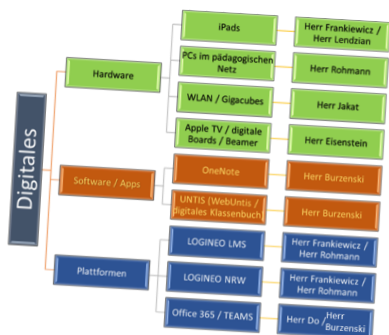 Digitales
Hardware
iPads
Herr Frankiewicz /
Herr Lendzian
PCs im pädagogischen
Netz
Herr Rohmann
WLAN / Gigacubes
Herr Jakat
Apple TV / digitale
Boards / Beamer
Herr Eisenstein
Software / Apps
OneNote
Herr Burzenski
UNTIS (WebUntis /
digitales Klassenbuch
Herr Burzenski
Plattformen
LOGINEO LMS
Herr Frankiewicz /
Herr Rohmann
LOGINEO NRW
Herr Frankiewicz /
Herr Rohmann
Office 365 / TEAMS
Herr Do / Herr
Burzenski